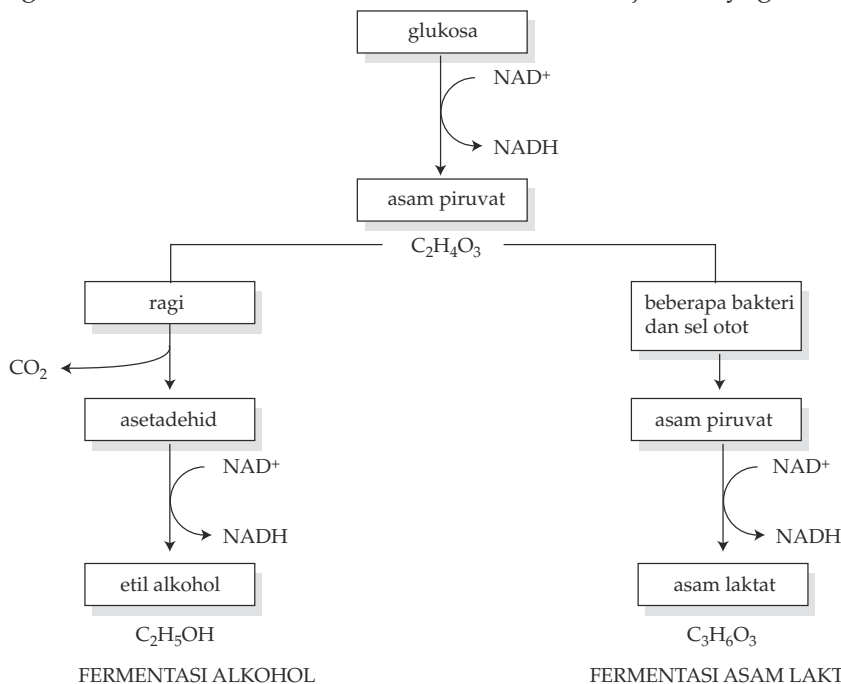 glukosa
NAD⁺
NADH
asam piruvat
C₂H₄O₃
ragi
beberapa bakteri
dan sel otot
CO₂
asetadehid
asam piruvat
NAD⁺
NAD⁺
NADH
NADH
etil alkohol
asam laktat
C₂H₅OH
C₃H₆O₃
FERMENTASI ALKOHOL
FERMENTASI ASAM LAKT